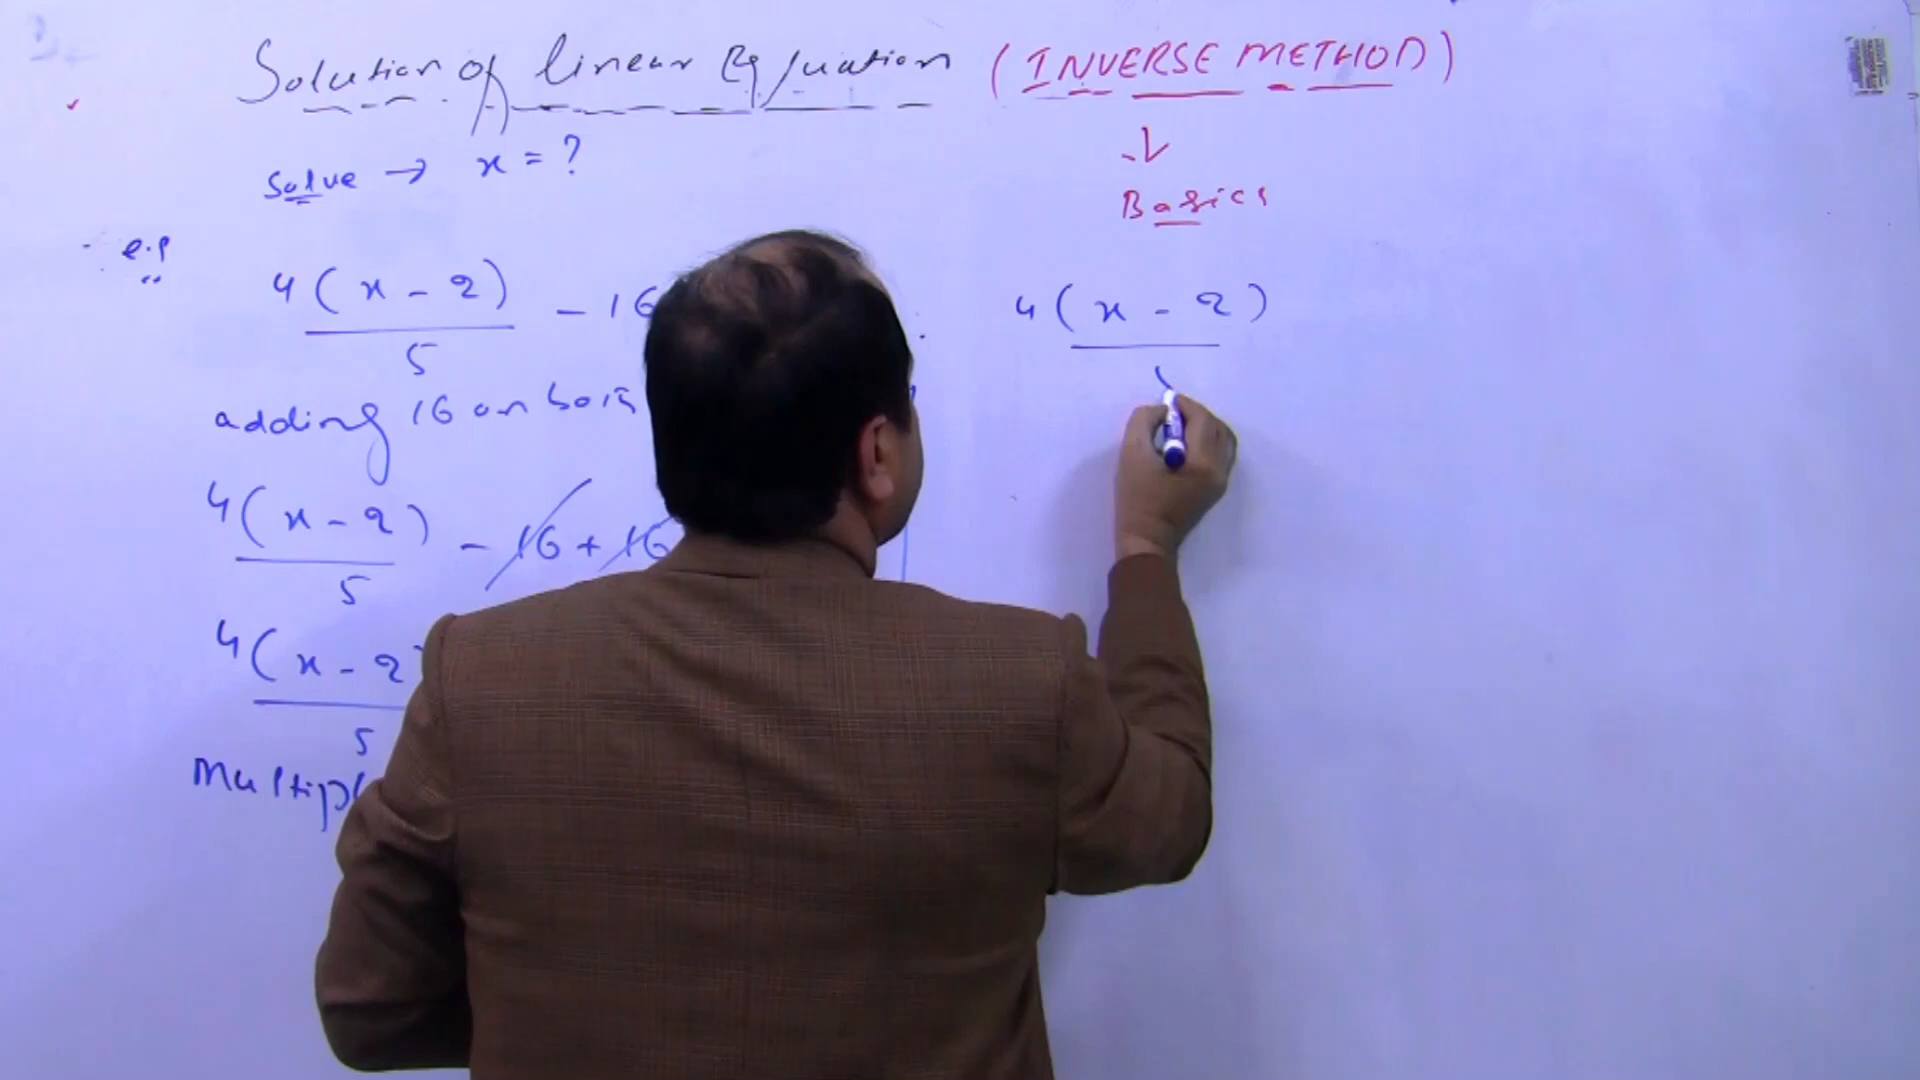 Solution of linear Equation (INVERSE METHOD)
Solve → x = ?
Basics
e.g
4(x - 2) - 16
5
adding 16 on both
4(x - 2) - 16 + 16
5
4(x - 2
5
Multipl
4(x - 2)